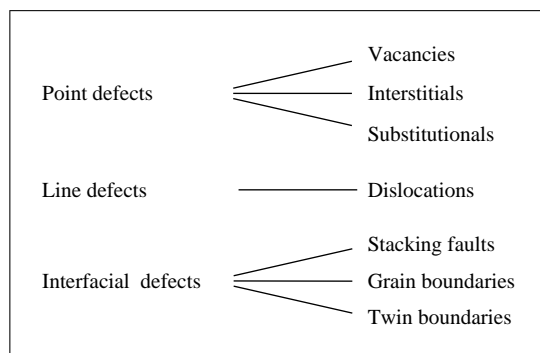 Vacancies
Point defects
Interstitials
Substitutionals
Line defects
Dislocations
Stacking faults
Interfacial defects
Grain boundaries
Twin boundaries